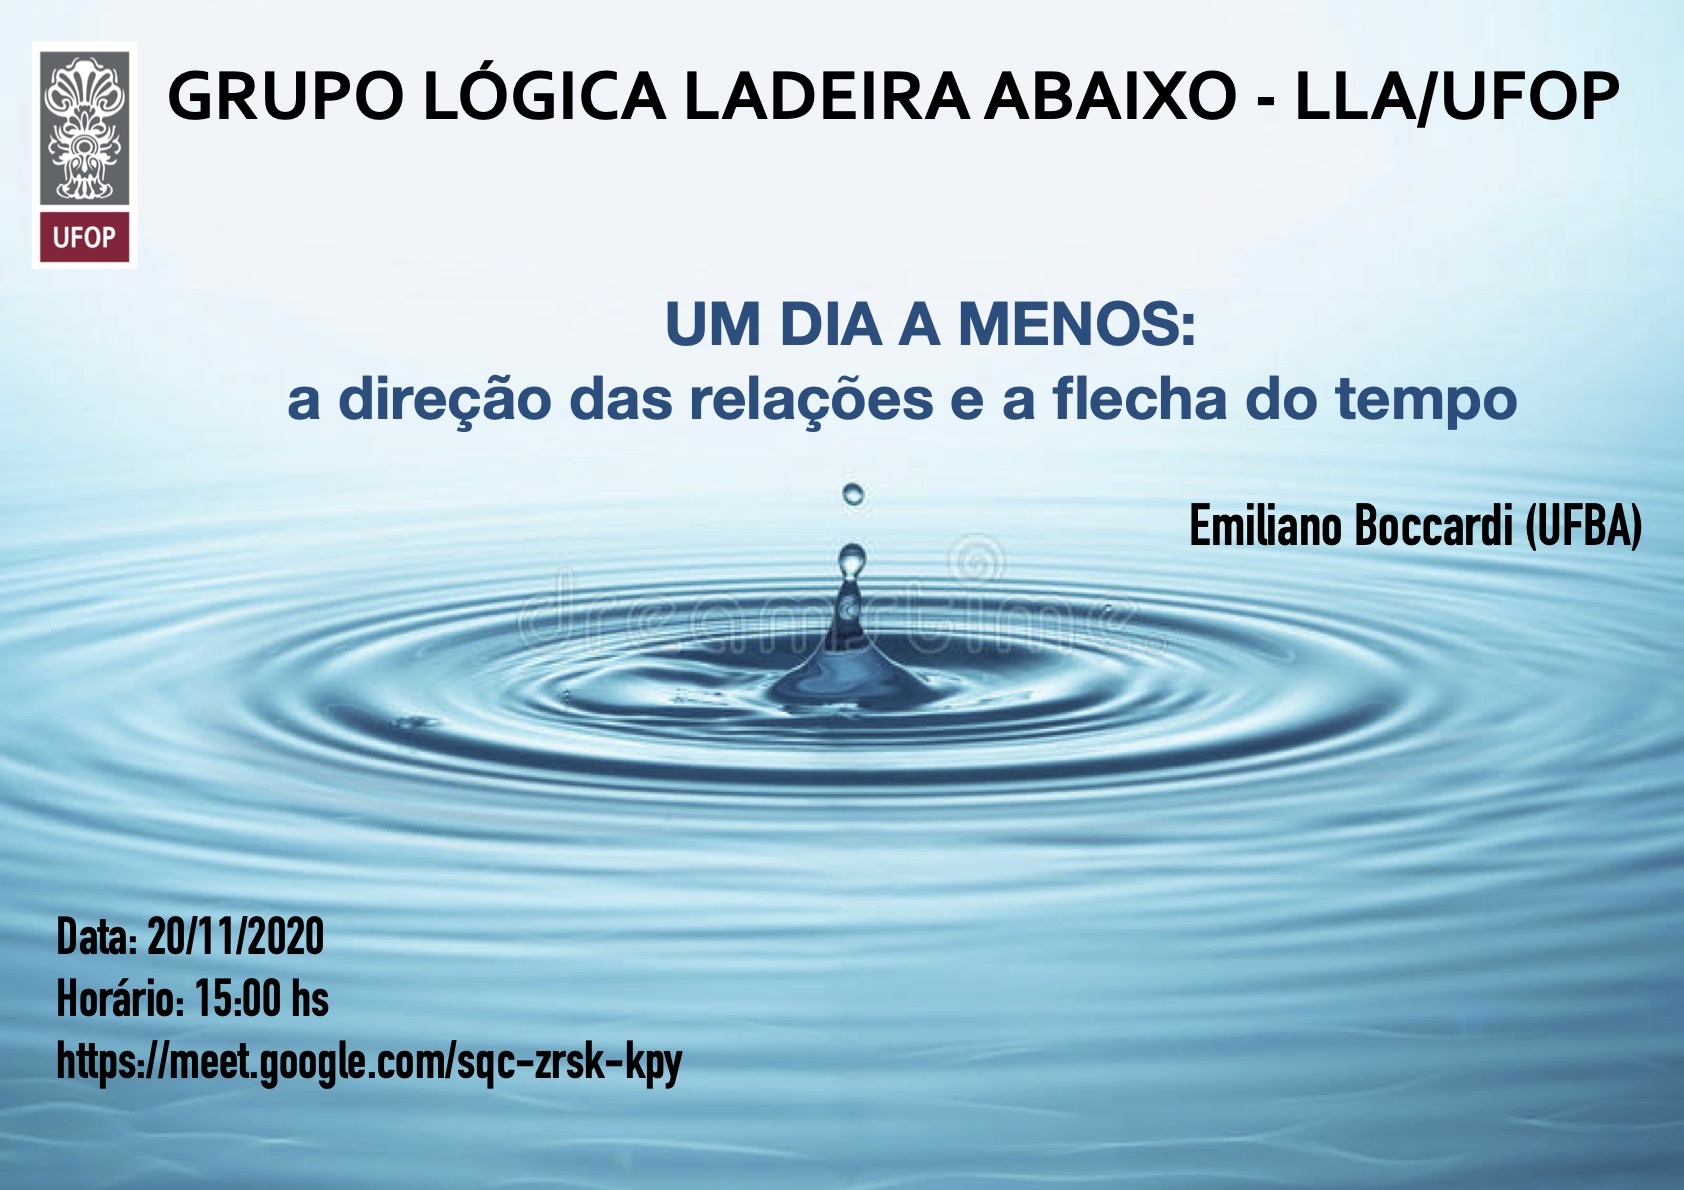 GRUPO LÓGICA LADEIRA ABAIXO - LLA/UFOP
UFOP
UM DIA A MENOS:
a direção das relações e a flecha do tempo
Emiliano Boccardi (UFBA)
dreamstime
Data: 20/11/2020
Horário: 15:00 hs
https://meet.google.com/sqc-zrsk-kpy